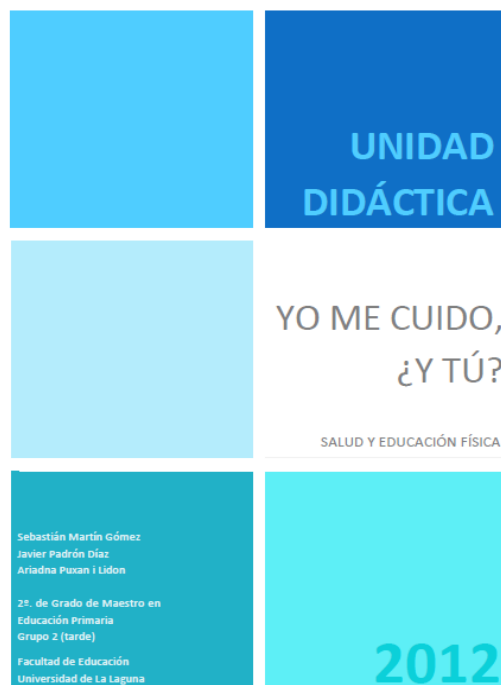 UNIDAD
DIDÁCTICA
YO ME CUIDO,
¿Y TÚ?
SALUD Y EDUCACIÓN FÍSICA
Sebastián Martín Gómez
Javier Padrón Díaz
Ariadna Puxan i Lidon
2º. de Grado de Maestro en
Educación Primaria
Grupo 2 (tarde)
Facultad de Educación
Universidad de La Laguna
2012